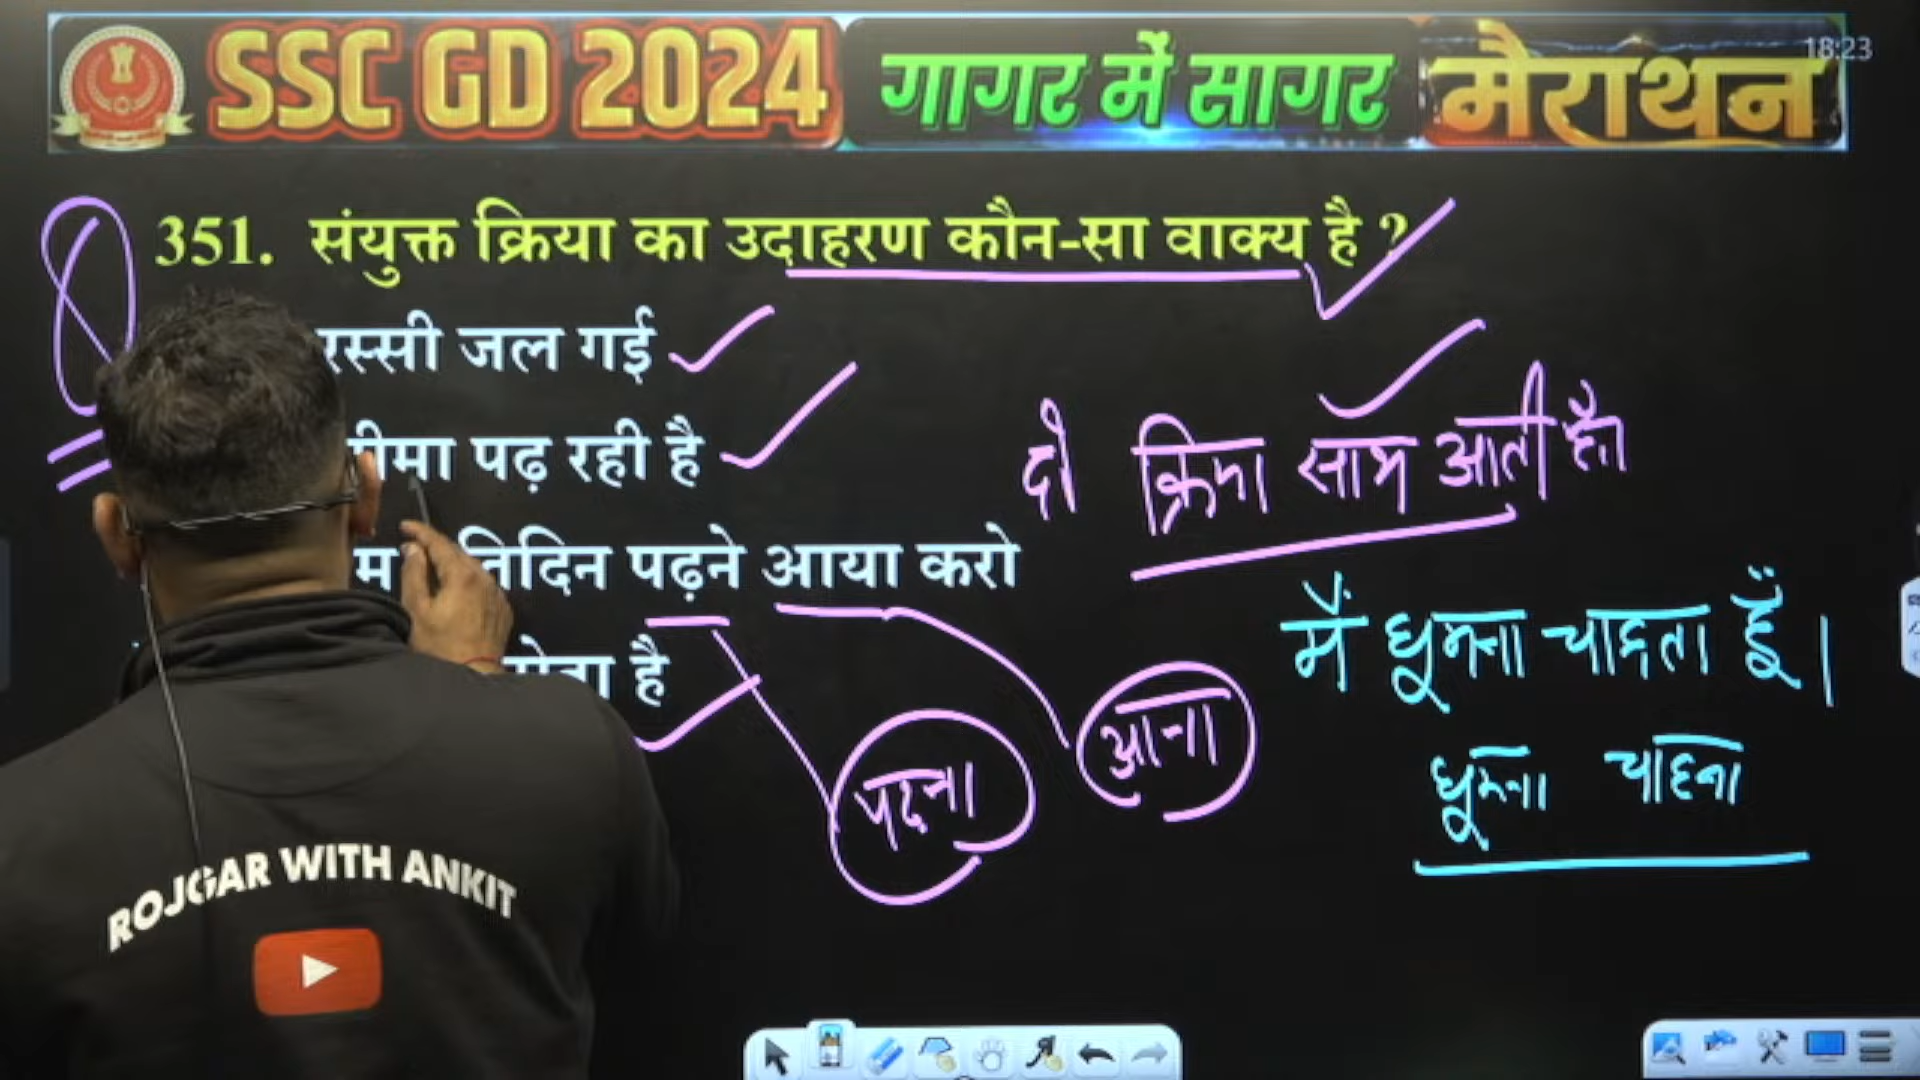 SSC GD 2024 गागर में सागर मैराथन
18:23
351. संयुक्त क्रिया का उदाहरण कौन-सा वाक्य है ?
रस्सी जल गई
पढ़ रही है
दो क्रिया साथ आती है।
पढ़ने आया करो
है
मैं घूमना चाहता हूँ।
पढ़ना
आना
घूमना चाहना
ROJGAR WITH ANKIT